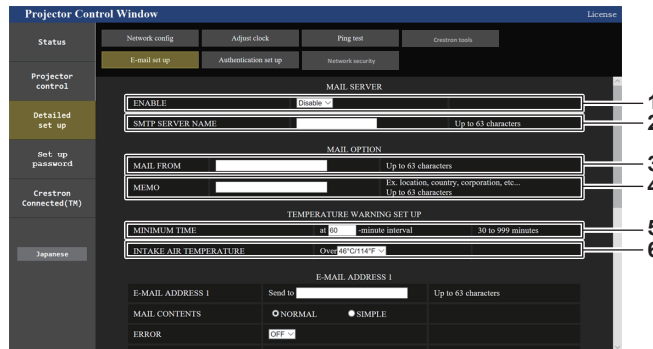 Projector Control Window License
Status
Network config Adjust clock Ping test Crestron tools
E-mail set up Authentication set up Network security
Projector
control
Detailed
set up
Set up
password
Crestron
Connected(TM)
Japanese
MAIL SERVER
ENABLE Disable 1
SMTP SERVER NAME Up to 63 characters 2
MAIL OPTION
MAIL FROM Up to 63 characters 3
MEMO Ex. location, country, corporation, etc... 4
Up to 63 characters
TEMPERATURE WARNING SET UP
MINIMUM TIME at 60 -minute interval 30 to 999 minutes 5
INTAKE AIR TEMPERATURE Over 46°C/114°F 6
E-MAIL ADDRESS 1
E-MAIL ADDRESS 1 Send to Up to 63 characters
MAIL CONTENTS NORMAL SIMPLE
ERROR OFF